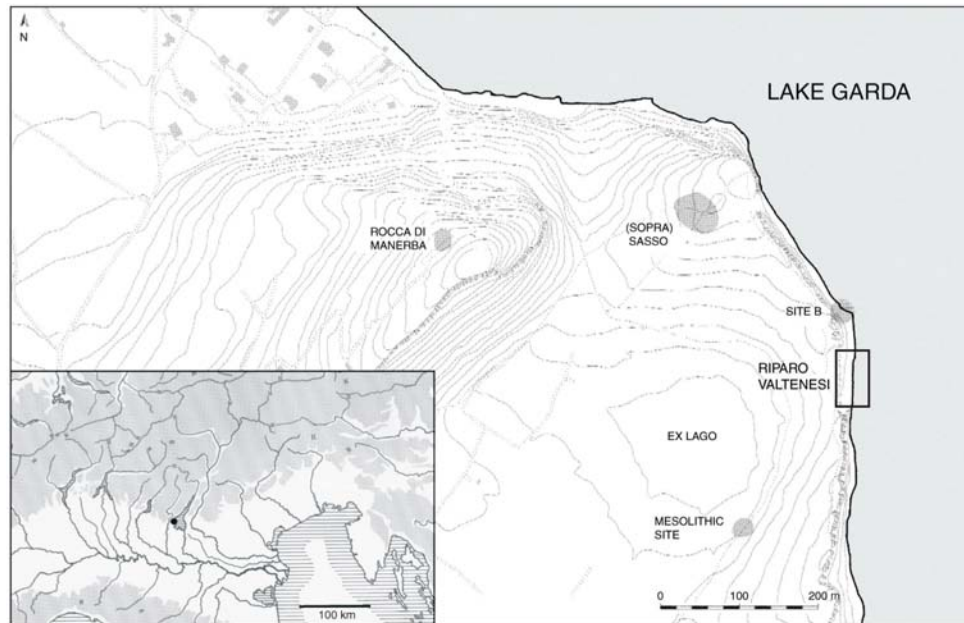 N
LAKE GARDA
ROCCA DI
MANERBA
(SOPRA)
SASSO
SITE B
RIPARO
VALTENESI
EX LAGO
MESOLITHIC
SITE
100 km
0 100 200 m